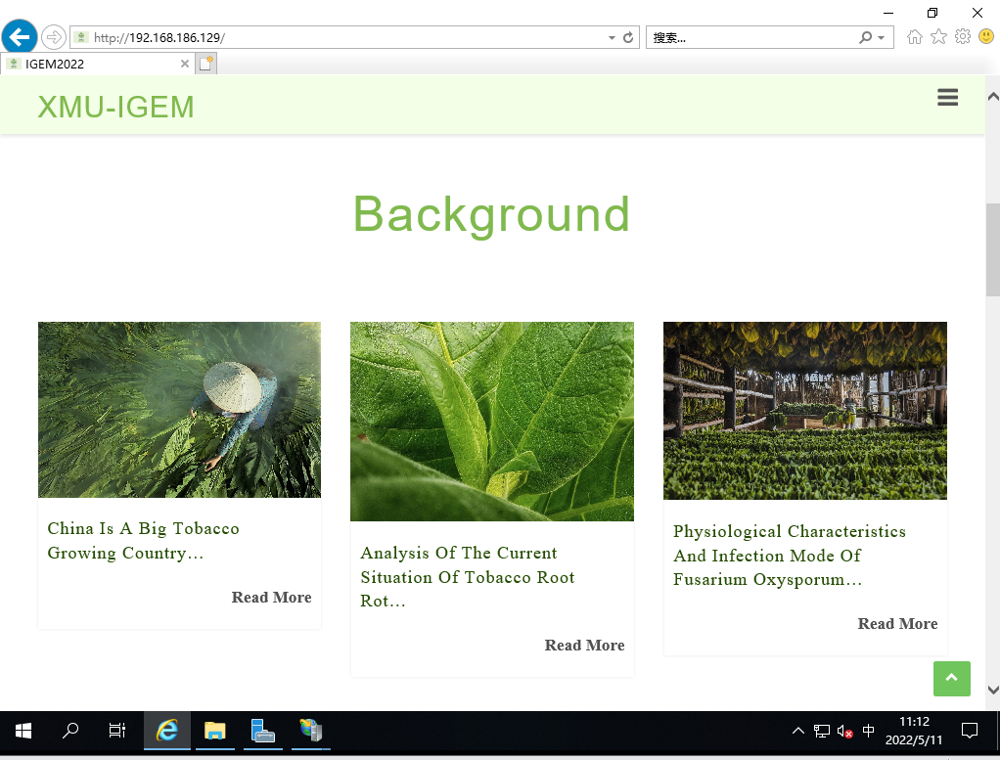 http://192.168.186.129/
搜索...
IGEM2022
XMU-IGEM
Background
China Is A Big Tobacco
Growing Country...
Read More
Analysis Of The Current
Situation Of Tobacco Root
Rot...
Read More
Physiological Characteristics
And Infection Mode Of
Fusarium Oxysporum...
Read More
中
11:12
2022/5/11